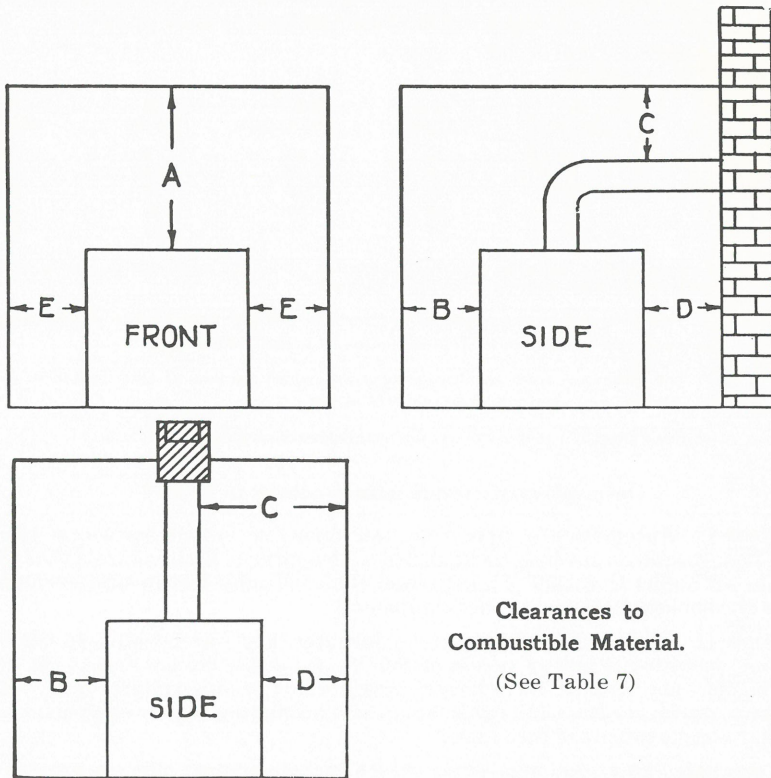 A
C
E
E
B
D
FRONT
SIDE
C
B
D
SIDE
Clearances to
Combustible Material.
(See Table 7)